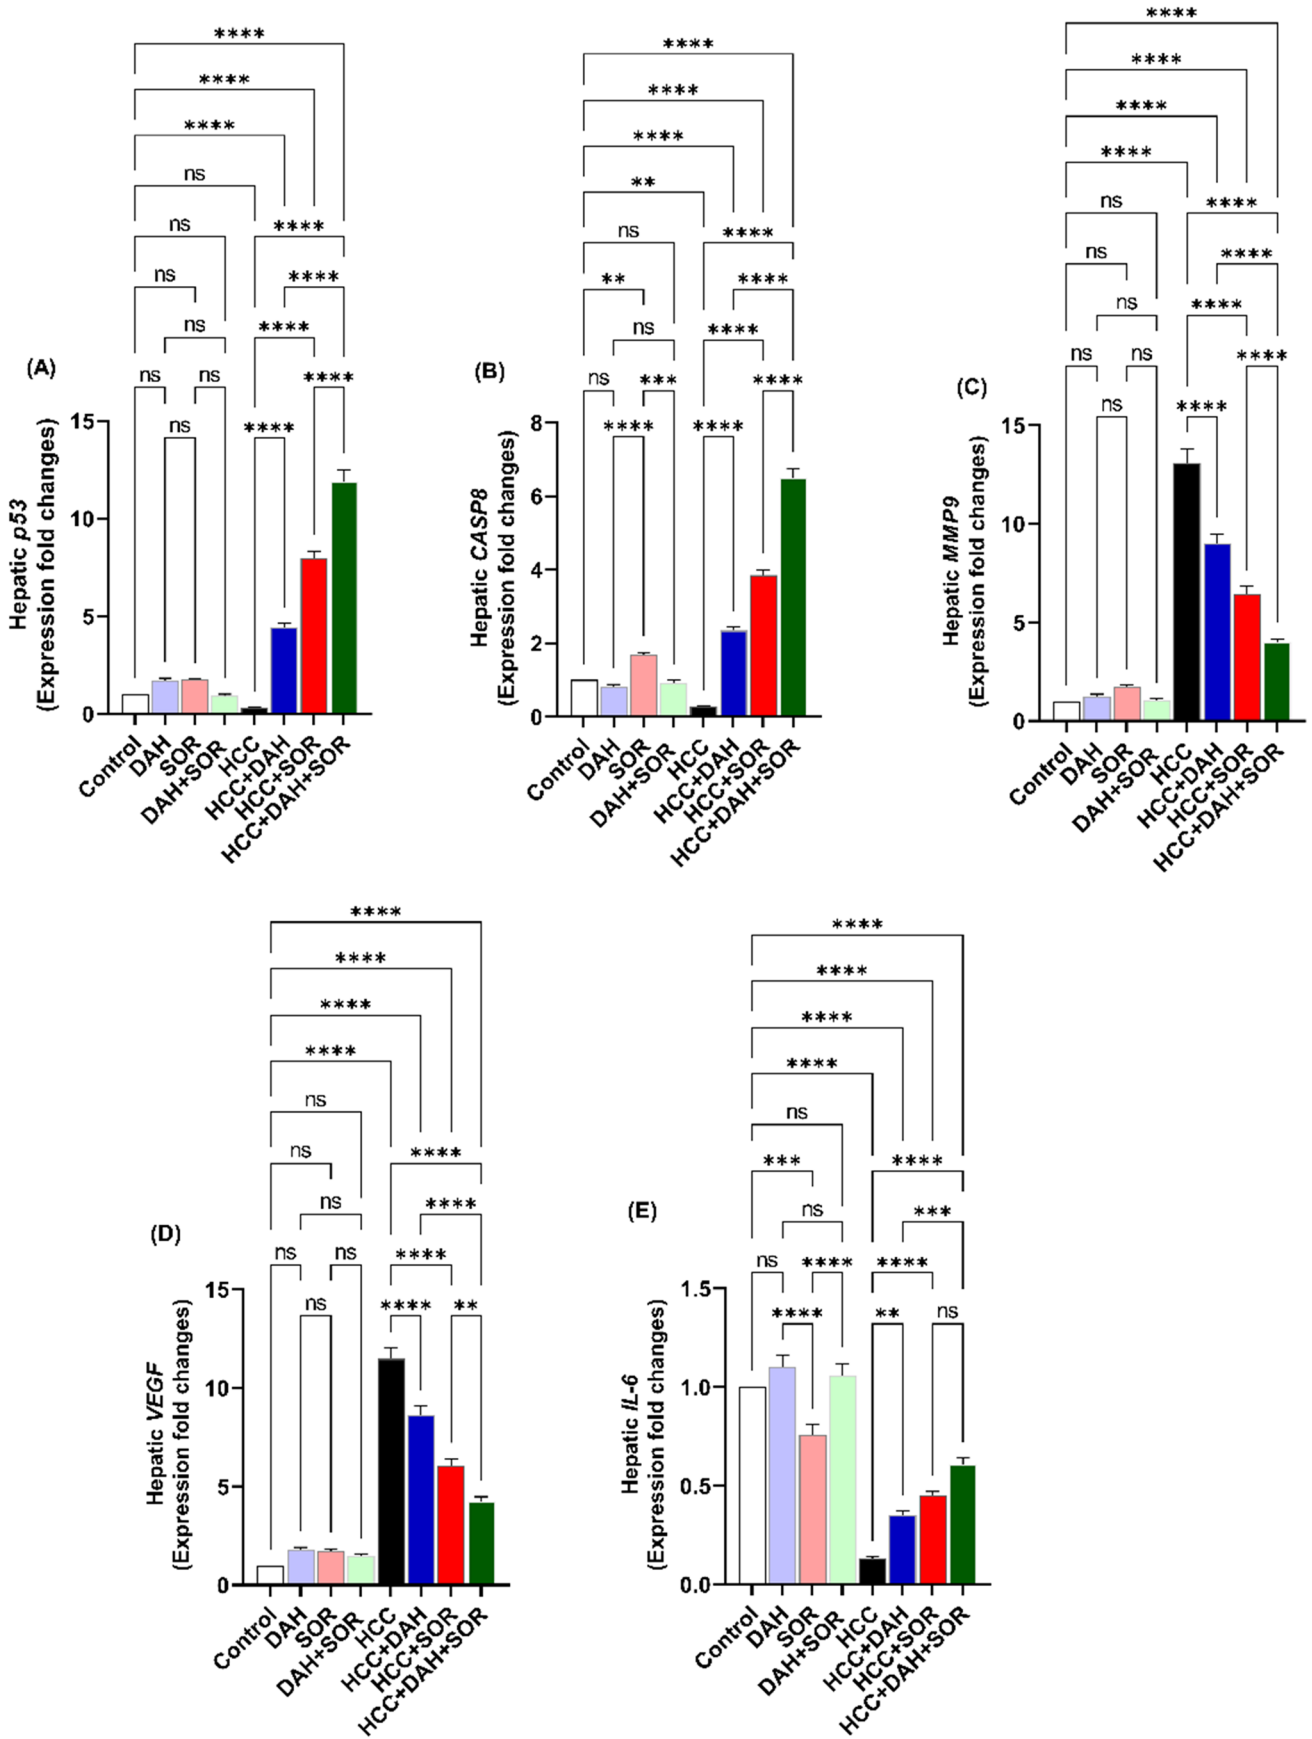 (A)
****
****
****
ns
ns
****
ns
****
ns
****
ns
ns
****
ns
****
Hepatic p53
(Expression fold changes)
15
10
5
0
Control
DAH
SOR
DAH+SOR
HCC
HCC+DAH
HCC+SOR
HCC+DAH+SOR
(B)
****
****
****
**
ns
****
**
****
ns
****
ns
***
****
****
****
Hepatic CASP8
(Expression fold changes)
8
6
4
2
0
Control
DAH
SOR
DAH+SOR
HCC
HCC+DAH
HCC+SOR
HCC+DAH+SOR
(C)
****
****
****
****
ns
****
ns
****
ns
****
ns
ns
****
ns
****
Hepatic MMP9
(Expression fold changes)
15
10
5
0
Control
DAH
SOR
DAH+SOR
HCC
HCC+DAH
HCC+SOR
HCC+DAH+SOR
(D)
****
****
****
****
ns
ns
****
ns
****
ns
ns
****
ns
****
**
Hepatic VEGF
(Expression fold changes)
15
10
5
0
Control
DAH
SOR
DAH+SOR
HCC
HCC+DAH
HCC+SOR
HCC+DAH+SOR
(E)
****
****
****
****
ns
***
****
ns
***
ns
****
****
****
**
ns
Hepatic IL-6
(Expression fold changes)
1.5
1.0
0.5
0.0
Control
DAH
SOR
DAH+SOR
HCC
HCC+DAH
HCC+SOR
HCC+DAH+SOR